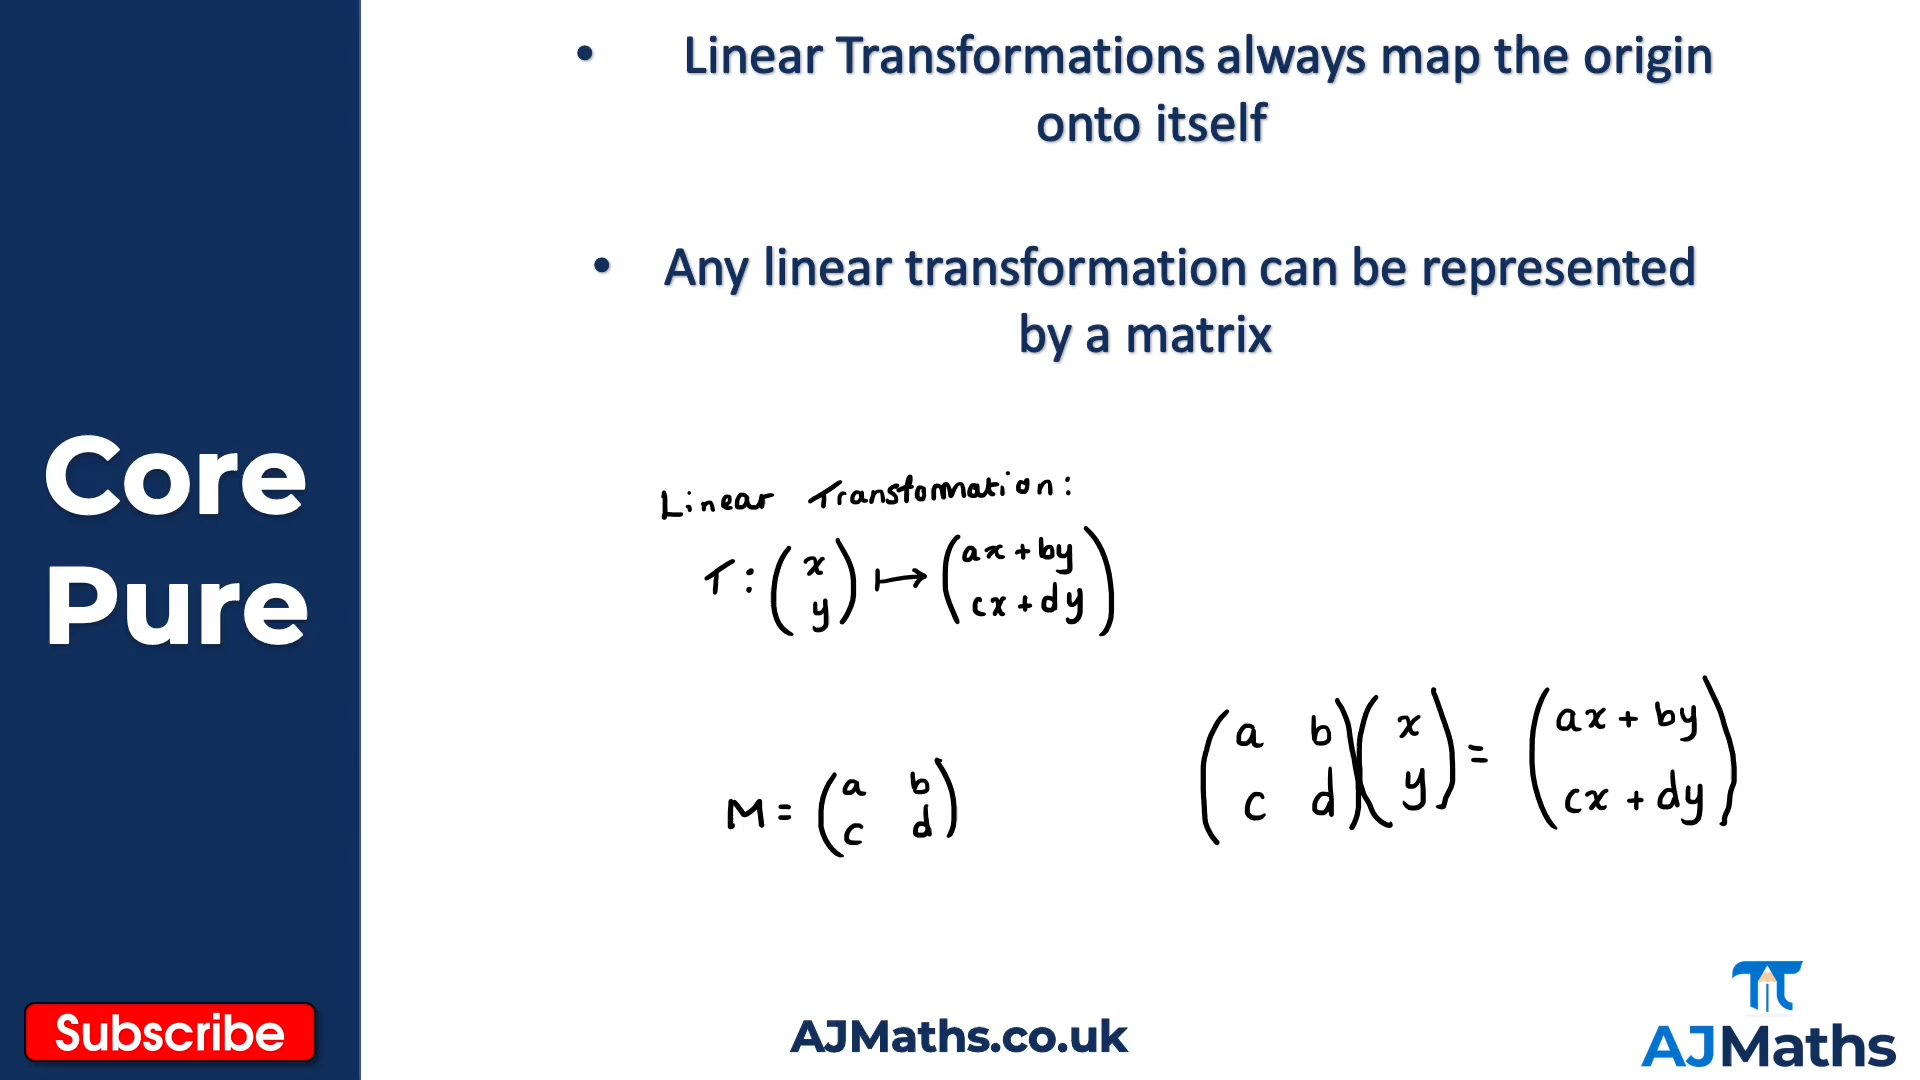 • Linear Transformations always map the origin
onto itself
• Any linear transformation can be represented
by a matrix
Core
Pure
Linear Transformation:
T: (x y) ↦ (ax + by cx + dy)
M = (a b c d)
(a b c d)(x y) = (ax + by cx + dy)
Subscribe
AJMaths.co.uk
AJMaths